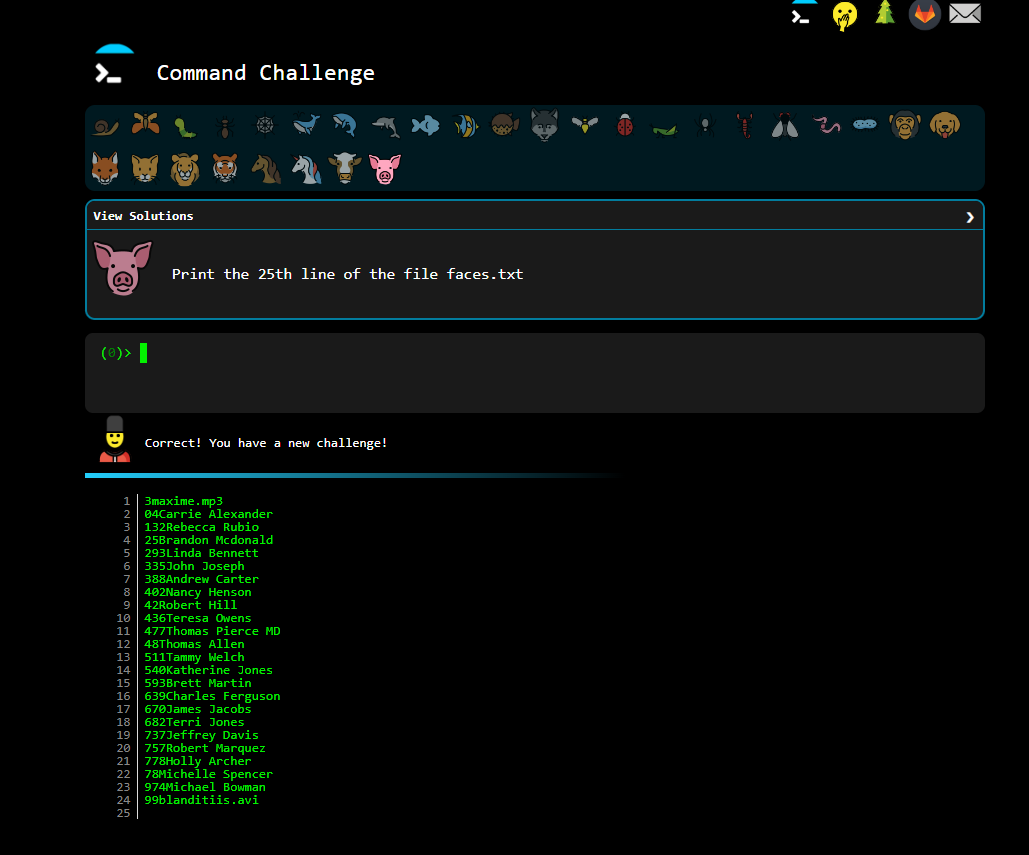 Command Challenge
View Solutions
Print the 25th line of the file faces.txt
(0)>
Correct! You have a new challenge!
1 3maxime.mp3
2 04Carrie Alexander
3 132Rebecca Rubio
4 25Brandon Mcdonald
5 293Linda Bennett
6 335John Joseph
7 388Andrew Carter
8 402Nancy Henson
9 42Robert Hill
10 436Teresa Owens
11 477Thomas Pierce MD
12 48Thomas Allen
13 511Tammy Welch
14 540Katherine Jones
15 593Brett Martin
16 639Charles Ferguson
17 670James Jacobs
18 682Terri Jones
19 737Jeffrey Davis
20 757Robert Marquez
21 778Holly Archer
22 78Michelle Spencer
23 974Michael Bowman
24 99blanditiis.avi
25